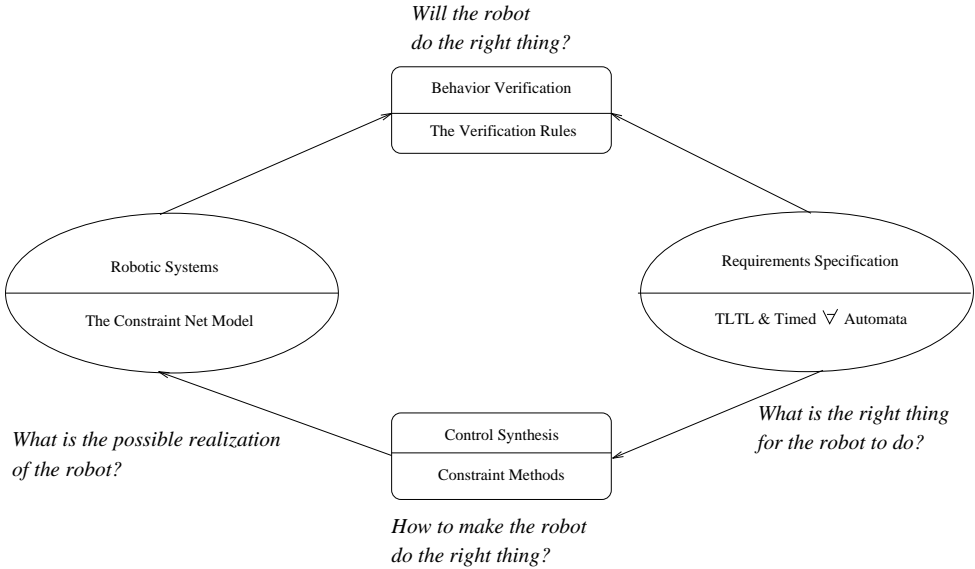 Will the robot
do the right thing?
Behavior Verification
The Verification Rules
Robotic Systems
The Constraint Net Model
Requirements Specification
TLTL & Timed ∀ Automata
What is the possible realization
of the robot?
What is the right thing
for the robot to do?
Control Synthesis
Constraint Methods
How to make the robot
do the right thing?